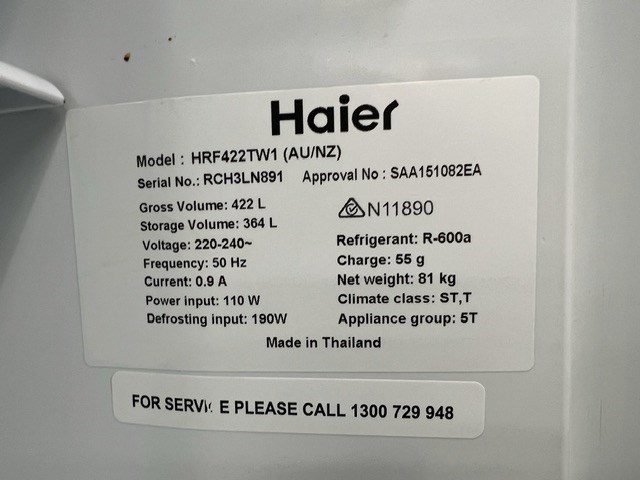 Haier
Model : HRF422TW1 (AU/NZ)
Serial No.: RCH3LN891 Approval No : SAA151082EA
Gross Volume: 422 L
Storage Volume: 364 L
Voltage: 220-240~
Frequency: 50 Hz
Current: 0.9 A
Power input: 110 W
Defrosting input: 190W
N11890
Refrigerant: R-600a
Charge: 55 g
Net weight: 81 kg
Climate class: ST,T
Appliance group: 5T
Made in Thailand
FOR SERVICE PLEASE CALL 1300 729 948